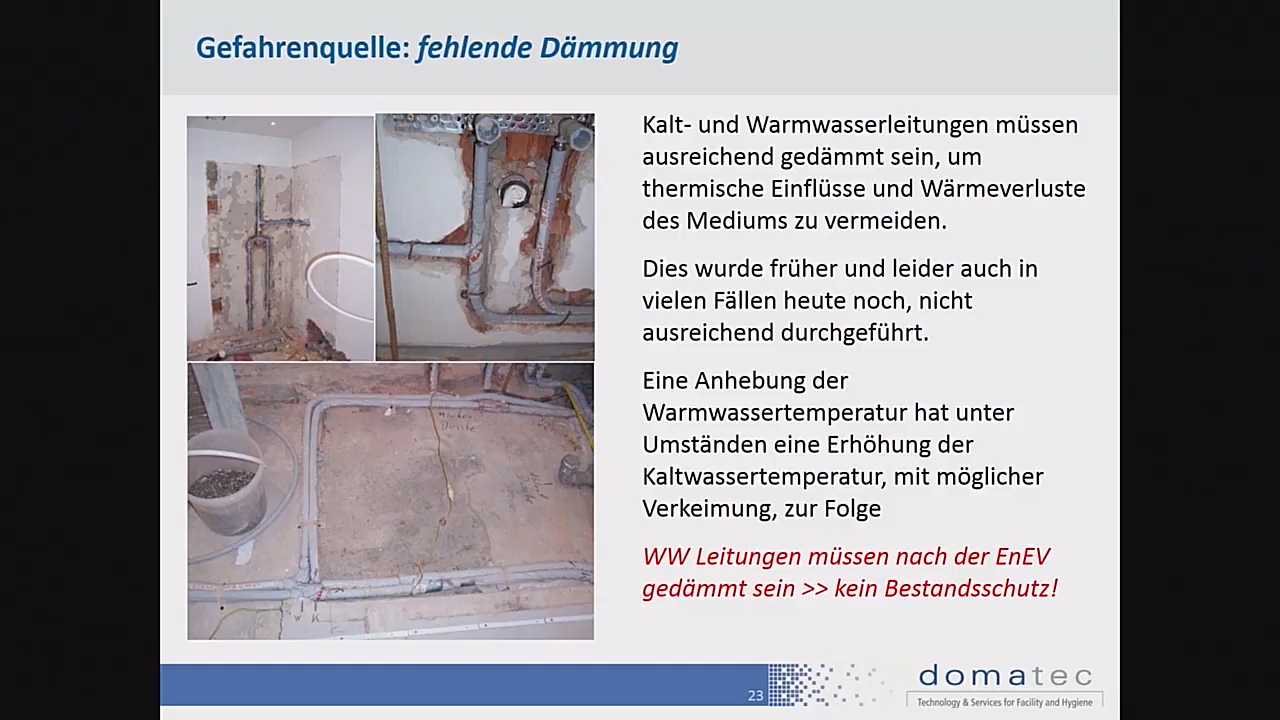 Gefahrenquelle: fehlende Dämmung
Kalt- und Warmwasserleitungen müssen
ausreichend gedämmt sein, um
thermische Einflüsse und Wärmeverluste
des Mediums zu vermeiden.
Dies wurde früher und leider auch in
vielen Fällen heute noch, nicht
ausreichend durchgeführt.
Eine Anhebung der
Warmwassertemperatur hat unter
Umständen eine Erhöhung der
Kaltwassertemperatur, mit möglicher
Verkeimung, zur Folge
WW Leitungen müssen nach der EnEV
gedämmt sein >> kein Bestandsschutz!
23
domatec
Technology & Services for Facility and Hygiene